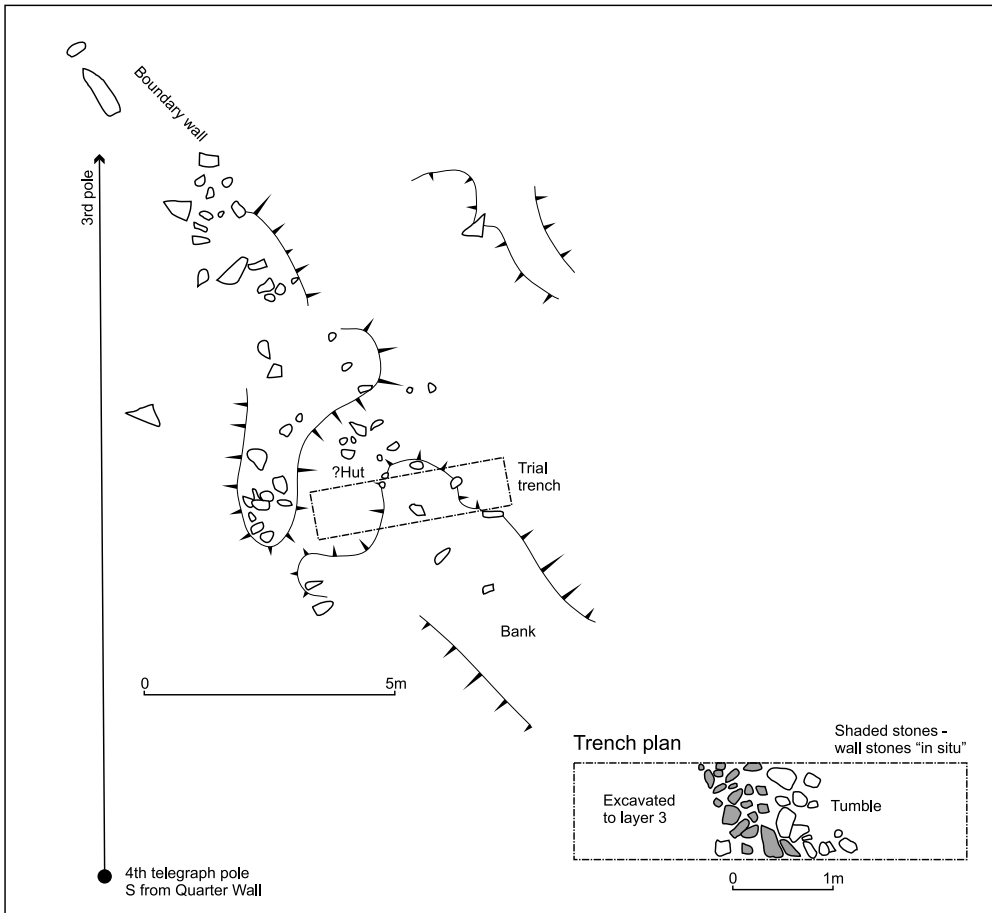 Boundary wall
3rd pole
?Hut
Trial
trench
Bank
0 5m
Trench plan
Shaded stones -
wall stones “in situ”
Excavated
to layer 3
Tumble
0 1m
4th telegraph pole
S from Quarter Wall